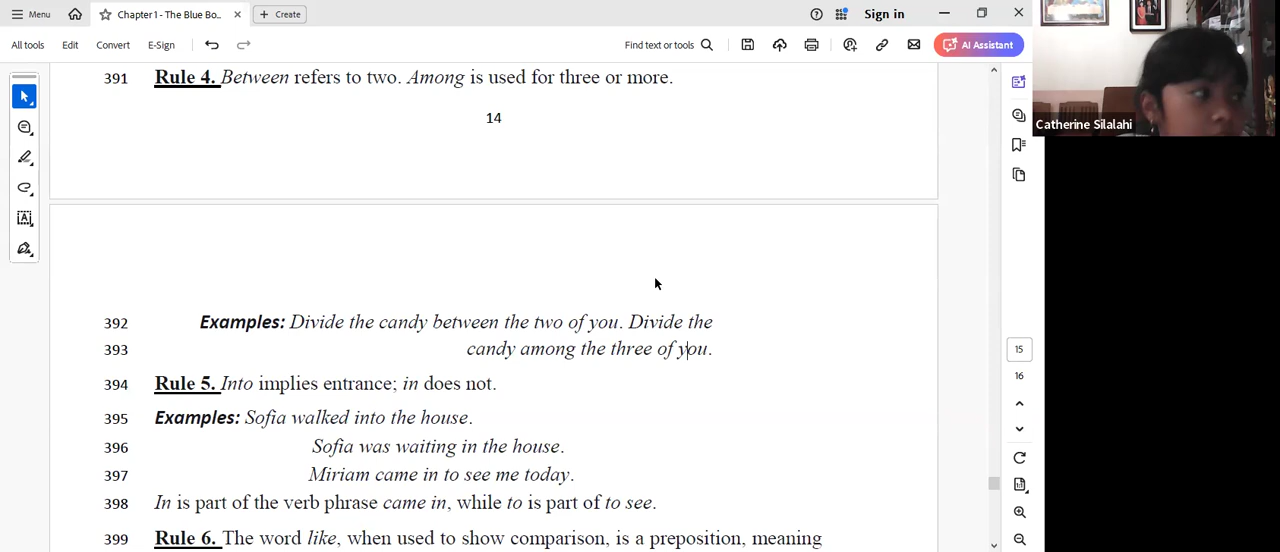 Menu
Chapter 1 - The Blue Bo...
Create
Sign in
All tools
Edit
Convert
E-Sign
Find text or tools
AI Assistant
391 Rule 4. Between refers to two. Among is used for three or more.
14
392 Examples: Divide the candy between the two of you. Divide the
393 candy among the three of you.
394 Rule 5. Into implies entrance; in does not.
395 Examples: Sofia walked into the house.
396 Sofia was waiting in the house.
397 Miriam came in to see me today.
398 In is part of the verb phrase came in, while to is part of to see.
399 Rule 6. The word like, when used to show comparison, is a preposition, meaning
15
16
1:1
Catherine Silalahi